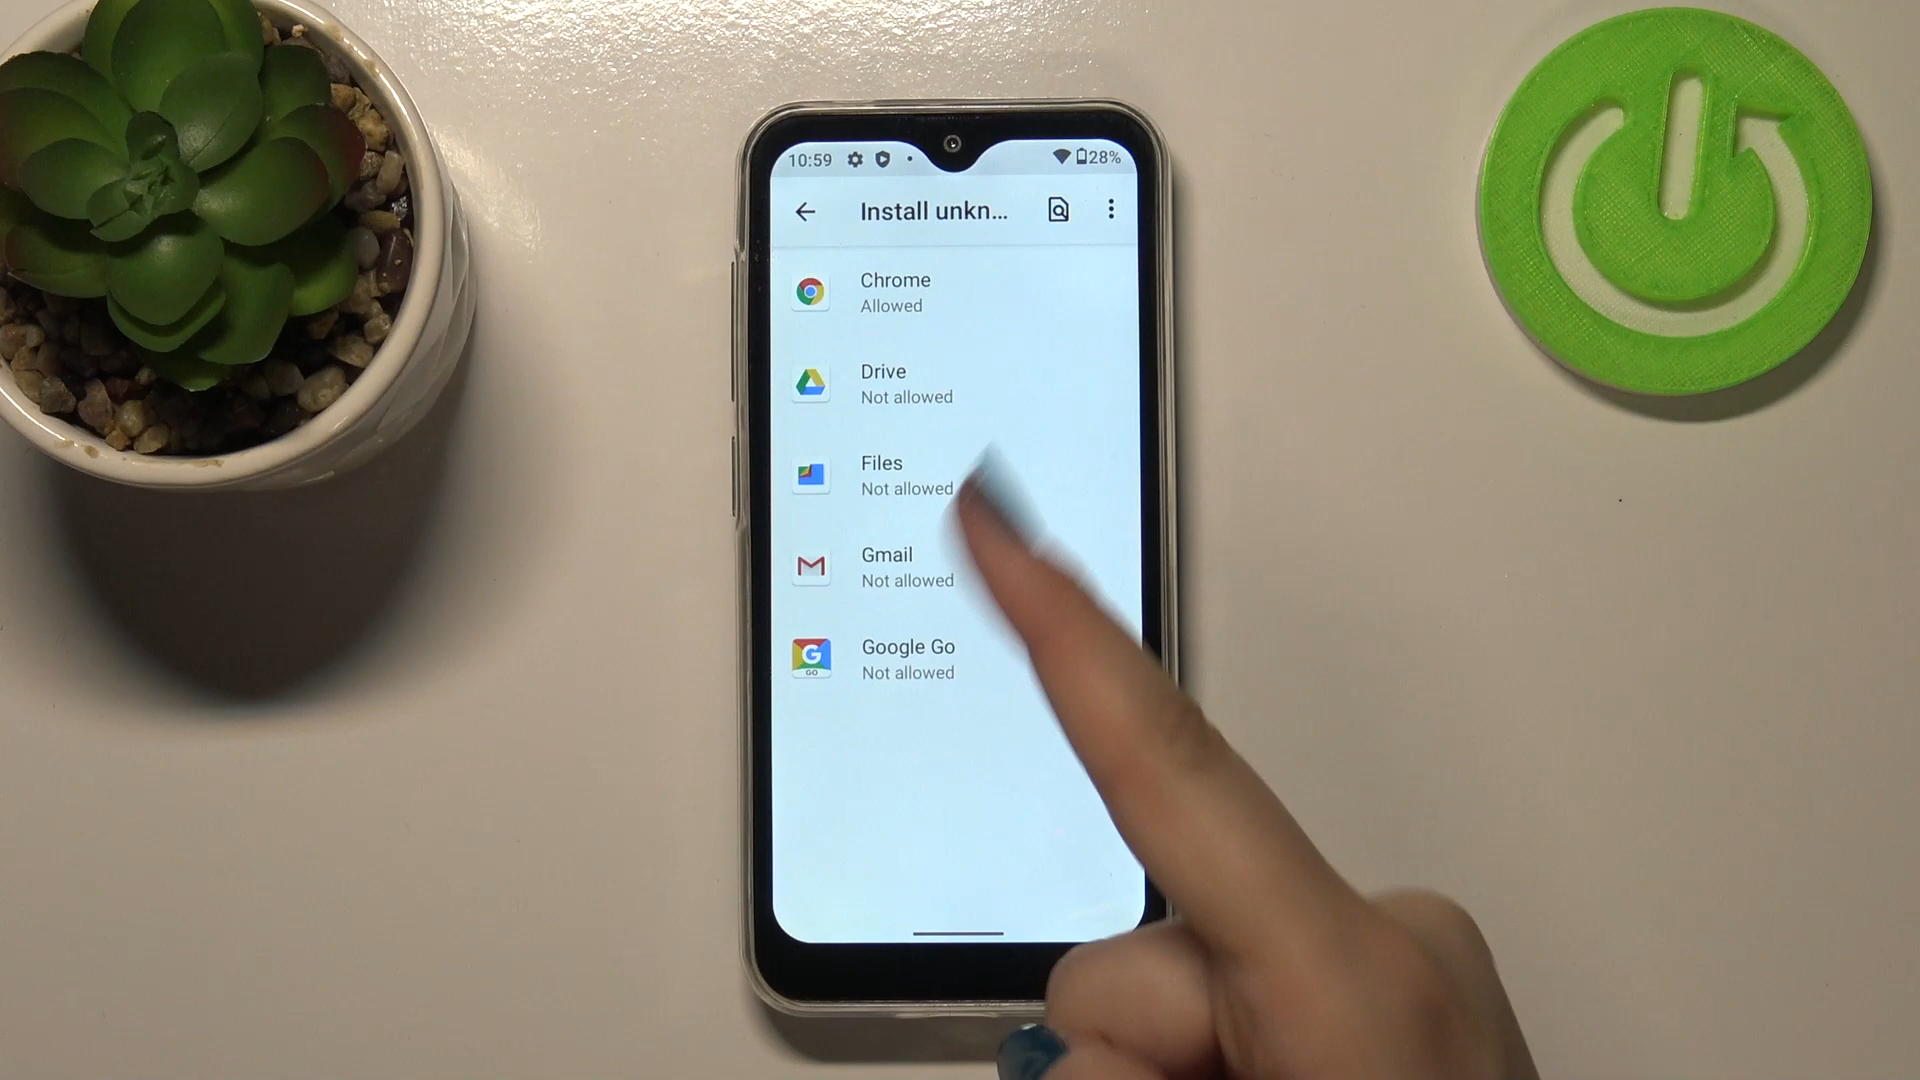 10:59 28%
Install unkn...
Chrome
Allowed
Drive
Not allowed
Files
Not allowed
Gmail
Not allowed
G
GO
Google Go
Not allowed